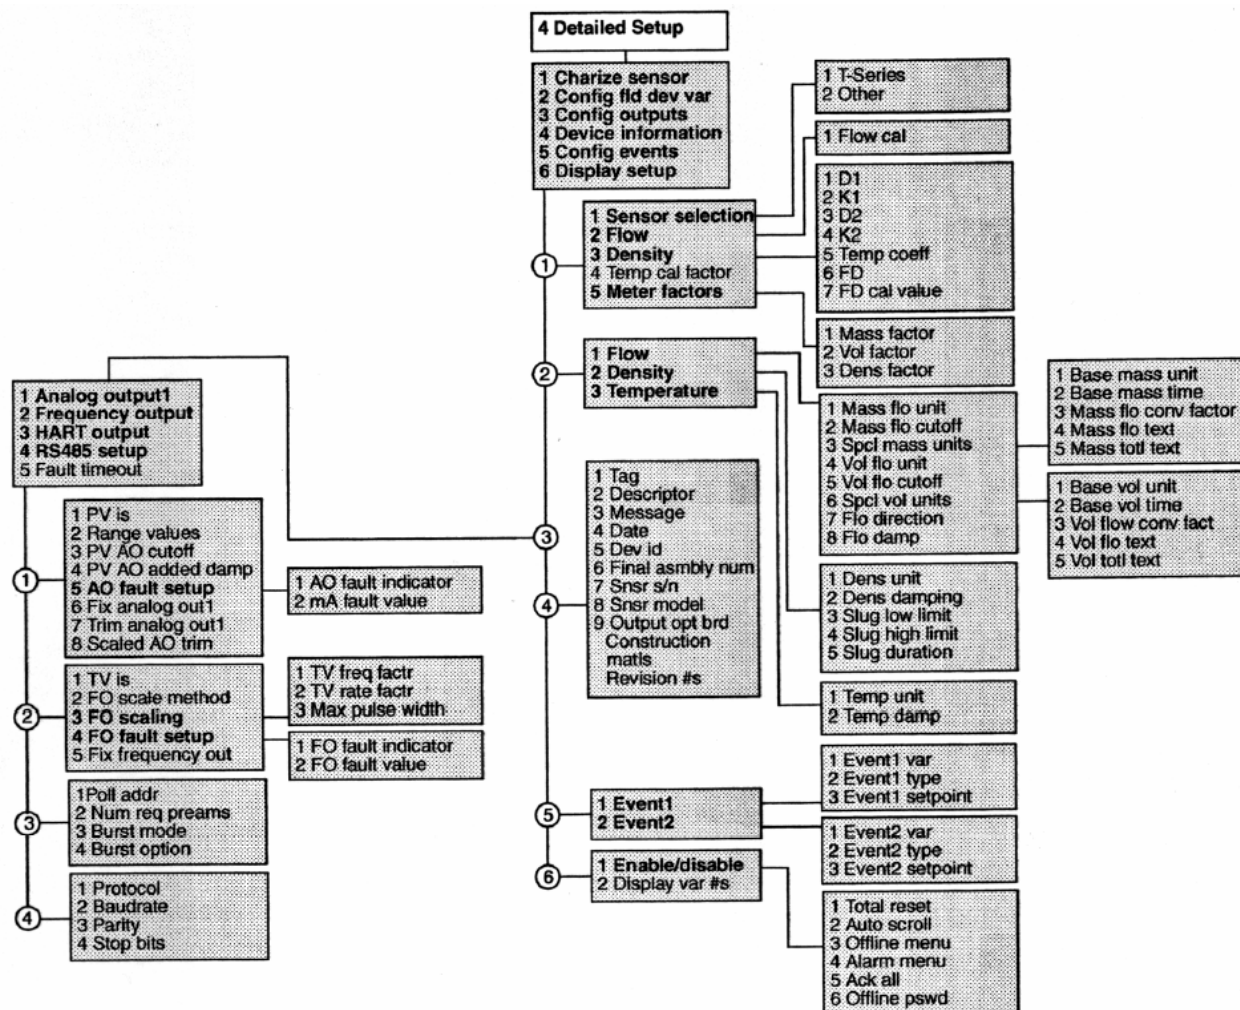 4 Detailed Setup
1 Charize sensor
2 Config fld dev var
3 Config outputs
4 Device information
5 Config events
6 Display setup
1
1 Sensor selection
2 Flow
3 Density
4 Temp cal factor
5 Meter factors
1 T-Series
2 Other
1 Flow cal
1 D1
2 K1
3 D2
4 K2
5 Temp coeff
6 FD
7 FD cal value
1 Mass factor
2 Vol factor
3 Dens factor
2
1 Flow
2 Density
3 Temperature
1 Mass flo unit
2 Mass flo cutoff
3 Spcl mass units
4 Vol flo unit
5 Vol flo cutoff
6 Spcl vol units
7 Flo direction
8 Flo damp
1 Base mass unit
2 Base mass time
3 Mass flo conv factor
4 Mass flo text
5 Mass totl text
1 Base vol unit
2 Base vol time
3 Vol flow conv fact
4 Vol flo text
5 Vol totl text
1 Dens unit
2 Dens damping
3 Slug low limit
4 Slug high limit
5 Slug duration
1 Temp unit
2 Temp damp
3
1 Analog output1
2 Frequency output
3 HART output
4 RS485 setup
5 Fault timeout
1
1 PV is
2 Range values
3 PV AO cutoff
4 PV AO added damp
5 AO fault setup
6 Fix analog out1
7 Trim analog out1
8 Scaled AO trim
1 AO fault indicator
2 mA fault value
2
1 TV is
2 FO scale method
3 FO scaling
4 FO fault setup
5 Fix frequency out
1 TV freq factr
2 TV rate factr
3 Max pulse width
1 FO fault indicator
2 FO fault value
3
1Poll addr
2 Num req preams
3 Burst mode
4 Burst option
4
1 Protocol
2 Baudrate
3 Parity
4 Stop bits
4
1 Tag
2 Descriptor
3 Message
4 Date
5 Dev id
6 Final asmbly num
7 Snsr s/n
8 Snsr model
9 Output opt brd
Construction
matls
Revision #s
5
1 Event1
2 Event2
1 Event1 var
2 Event1 type
3 Event1 setpoint
1 Event2 var
2 Event2 type
3 Event2 setpoint
6
1 Enable/disable
2 Display var #s
1 Total reset
2 Auto scroll
3 Offline menu
4 Alarm menu
5 Ack all
6 Offline pswd